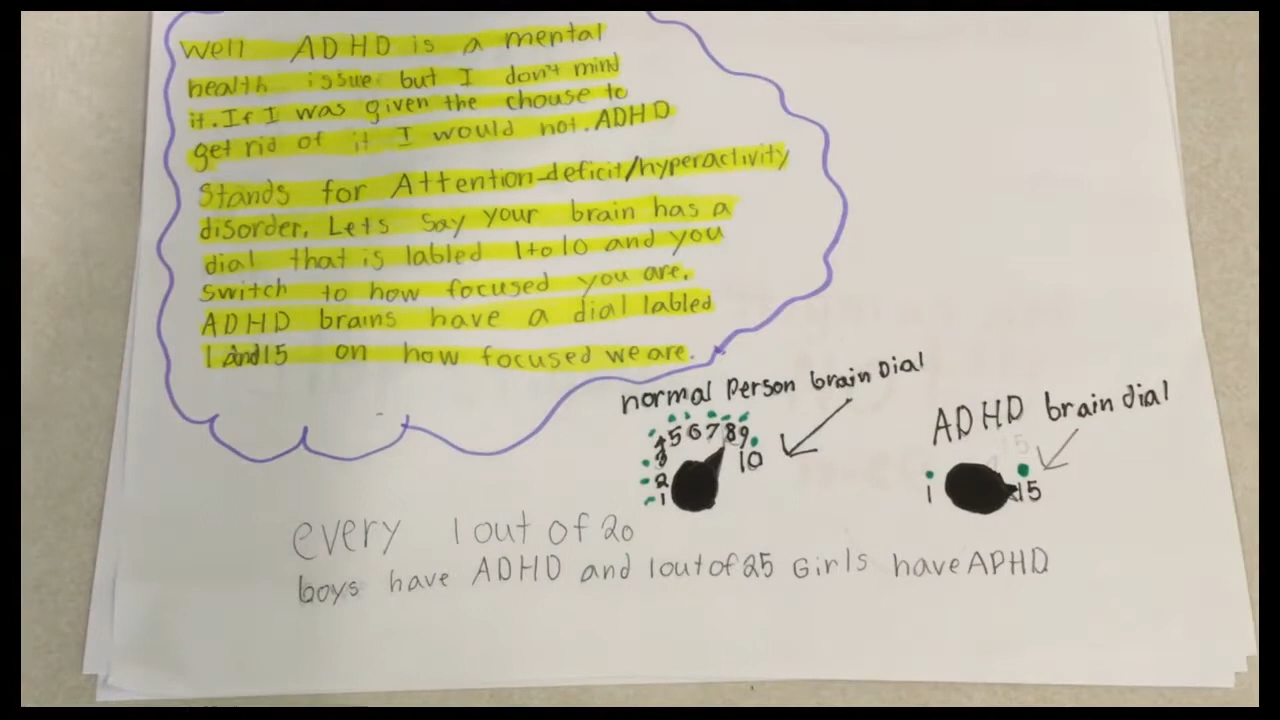 Well ADHD is a mental
health issue but I don't mind
it. If I was given the chouse to
get rid of it I would not. ADHD
Stands for Attention-deficit/hyperactivity
disorder. Lets Say your brain has a
dial that is labled 1to10 and you
switch to how focused you are.
ADHD brains have a dial labled
1and15 on how focused we are.
normal Person brain Dial
1 2 3 4 5 6 7 8 9 10
ADHD brain dial
1 15
every 1 out of 20
boys have ADHD and 1out of 25 Girls have APHD